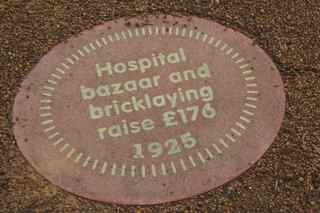 Hospital
bazaar and
bricklaying
raise £176
1925